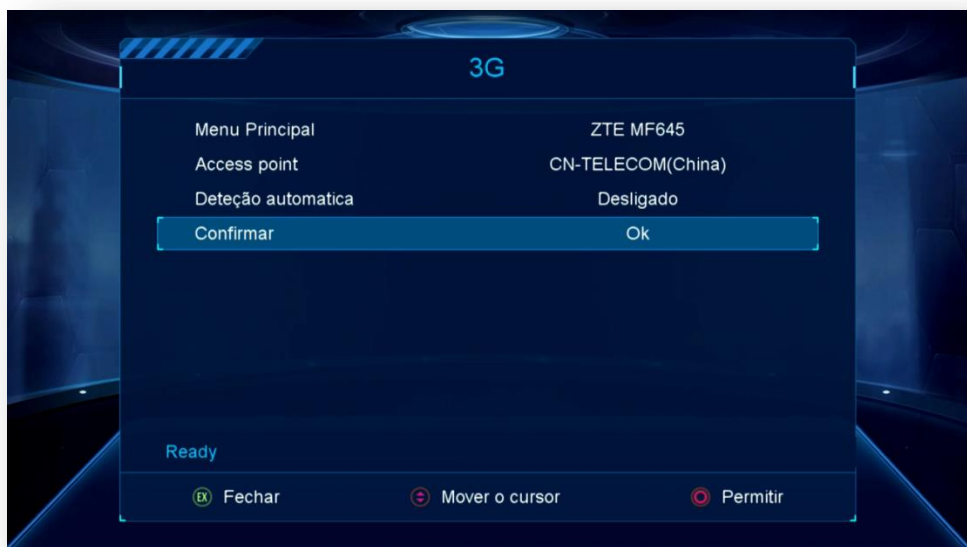 3G
Menu Principal ZTE MF645
Access point CN-TELECOM(China)
Deteção automatica Desligado
Confirmar Ok
Ready
EX Fechar Mover o cursor Permitir